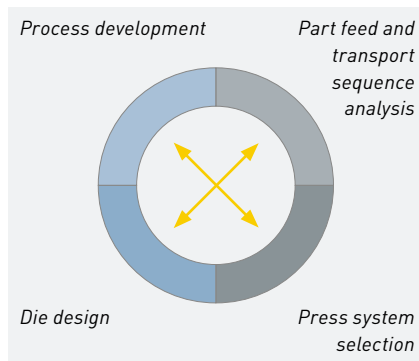 Process development
Part feed and
transport
sequence
analysis
Die design
Press system
selection